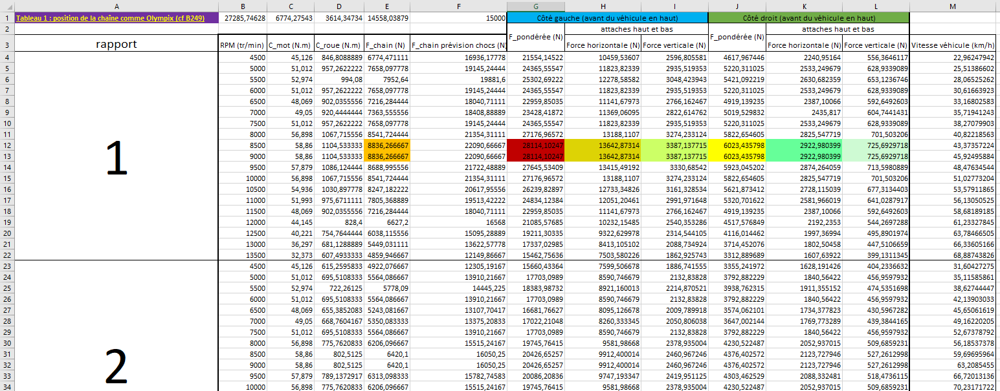 A B C D E F G H I J K L M
1 Tableau 1 : position de la chaîne comme Olympix (cf B249) 27285,74628 6774,27543 3614,34734 14558,03879 15000 Côté gauche (avant du véhicule en haut) Côté droit (avant du véhicule en haut)
2 attaches haut et bas attaches haut et bas
F_pondérée (N) F_pondérée (N)
3 rapport RPM (tr/min) C_mot (N.m) C_roue (N.m) F_chain (N) F_chain prévision chocs (N) Force horizontale (N) Force verticale (N) Force horizontale (N) Force verticale (N) Vitesse véhicule (km/h)
4 4500 45,126 846,8088889 6774,471111 16936,17778 21554,14522 10459,53607 2596,805581 4617,967446 2240,95164 556,3646117 22,96247942
5 5000 51,012 957,2622222 7658,097778 19145,24444 24365,55547 11823,82339 2935,519353 5220,311025 2533,249679 628,9339089 25,51386602
6 5500 52,974 994,08 7952,64 19881,6 25302,69222 12278,58582 3048,423943 5421,092219 2630,682359 653,1236746 28,06525262
7 6000 51,012 957,2622222 7658,097778 19145,24444 24365,55547 11823,82339 2935,519353 5220,311025 2533,249679 628,9339089 30,61663923
8 6500 48,069 902,0355556 7216,284444 18040,71111 22959,85035 11141,67973 2766,162467 4919,139235 2387,10066 592,6492603 33,16802583
9 7000 49,05 920,4444444 7363,555556 18408,88889 23428,41872 11369,06095 2822,614762 5019,529832 2435,817 604,7441431 35,71941243
10 7500 51,012 957,2622222 7658,097778 19145,24444 24365,55547 11823,82339 2935,519353 5220,311025 2533,249679 628,9339089 38,27079903
11 8000 56,898 1067,715556 8541,724444 21354,31111 27176,96572 13188,1107 3274,233124 5822,654605 2825,547719 701,503206 40,82218563
12 8500 58,86 1104,533333 8836,266667 22090,66667 28114,10247 13642,87314 3387,137715 6023,435798 2922,980399 725,6929718 43,37357224
13 9000 58,86 1104,533333 8836,266667 22090,66667 28114,10247 13642,87314 3387,137715 6023,435798 2922,980399 725,6929718 45,92495884
14 9500 57,879 1086,124444 8688,995556 21722,48889 27645,53409 13415,49192 3330,68542 5923,045202 2874,264059 713,5980889 48,47634544
15 10000 56,898 1067,715556 8541,724444 21354,31111 27176,96572 13188,1107 3274,233124 5822,654605 2825,547719 701,503206 51,02773204
16 10500 54,936 1030,897778 8247,182222 20617,95556 26239,82897 12733,34826 3161,328534 5621,873412 2728,115039 677,3134403 53,57911865
17 11000 51,993 975,6711111 7805,368889 19513,42222 24834,12384 12051,20461 2991,971648 5320,701622 2581,966019 641,0287917 56,13050525
18 11500 48,069 902,0355556 7216,284444 18040,71111 22959,85035 11141,67973 2766,162467 4919,139235 2387,10066 592,6492603 58,68189185
19 12000 44,145 828,4 6627,2 16568 21085,57685 10232,15485 2540,353286 4517,576849 2192,2353 544,2697288 61,23327845
20 12500 40,221 754,7644444 6038,115556 15095,28889 19211,30335 9322,629978 2314,544105 4116,014462 1997,36994 495,8901974 63,78466505
21 13000 36,297 681,1288889 5449,031111 13622,57778 17337,02985 8413,105102 2088,734924 3714,452076 1802,50458 447,5106659 66,33605166
22 13500 32,373 607,4933333 4859,946667 12149,86667 15462,75636 7503,580226 1862,925743 3312,889689 1607,63922 399,1311345 68,88743826
1
23 4500 45,126 615,2595833 4922,076667 12305,19167 15660,43364 7599,506678 1886,741555 3355,241972 1628,191426 404,2336632 31,60427275
24 5000 51,012 695,5108333 5564,086667 13910,21667 17703,0989 8590,746679 2132,83828 3792,882229 1840,56422 456,9597932 35,11585861
25 5500 52,974 722,26125 5778,09 14445,225 18383,98732 8921,160013 2214,870521 3938,762315 1911,355152 474,5351698 38,62744447
26 6000 51,012 695,5108333 5564,086667 13910,21667 17703,0989 8590,746679 2132,83828 3792,882229 1840,56422 456,9597932 42,13903033
27 6500 48,069 655,3852083 5243,081667 13107,70417 16681,76627 8095,126678 2009,789918 3574,062101 1734,377823 430,5967282 45,65061619
28 7000 49,05 668,7604167 5350,083333 13375,20833 17022,21048 8260,333345 2050,806038 3647,002144 1769,773289 439,3844165 49,16220205
29 7500 51,012 695,5108333 5564,086667 13910,21667 17703,0989 8590,746679 2132,83828 3792,882229 1840,56422 456,9597932 52,67378792
30 8000 56,898 775,7620833 6206,096667 15515,24167 19745,76415 9581,98668 2378,935004 4230,522487 2052,937015 509,6859231 56,18537378
31 8500 58,86 802,5125 6420,1 16050,25 20426,65257 9912,400014 2460,967246 4376,402572 2123,727946 527,2612998 59,69695964
32 9000 58,86 802,5125 6420,1 16050,25 20426,65257 9912,400014 2460,967246 4376,402572 2123,727946 527,2612998 63,2085455
33 9500 57,879 789,1372917 6313,098333 15782,74583 20086,20836 9747,193347 2419,951125 4303,462529 2088,332481 518,4736115 66,72013136
34 10000 56,898 775,7620833 6206,096667 15515,24167 19745,76415 9581,98668 2378,935004 4230,522487 2052,937015 509,6859231 70,23171722
2